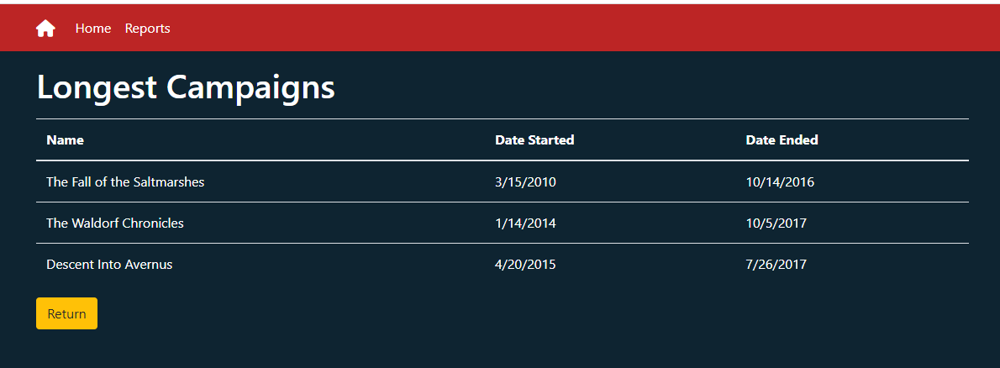 Home Reports
Longest Campaigns
Name Date Started Date Ended
The Fall of the Saltmarshes 3/15/2010 10/14/2016
The Waldorf Chronicles 1/14/2014 10/5/2017
Descent Into Avernus 4/20/2015 7/26/2017
Return